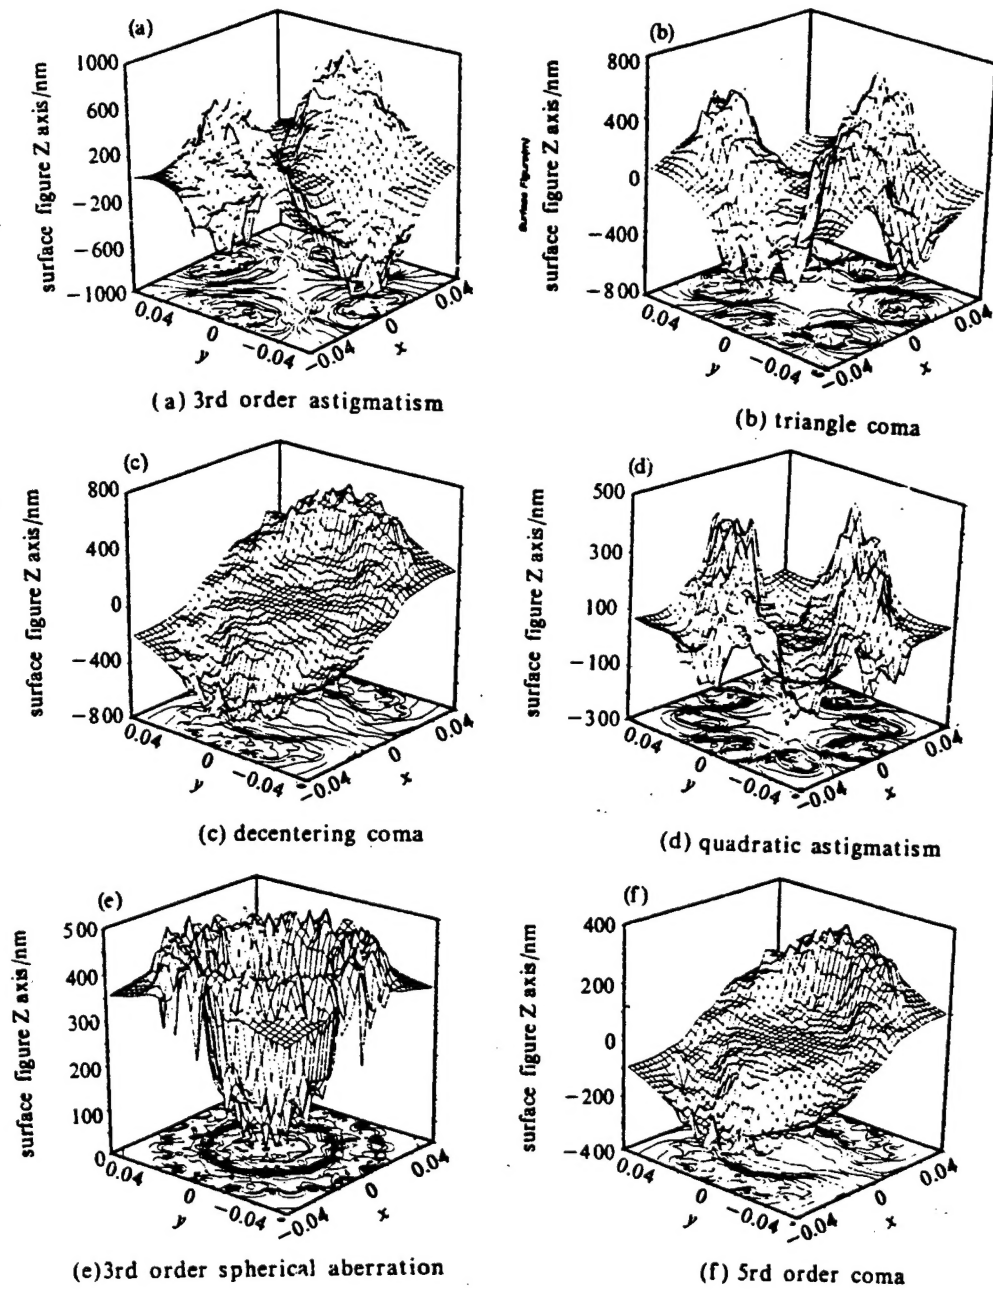 (a)
surface figure Z axis/nm
1000
600
200
0
−200
−600
−1000
0.04
0
−0.04
y
−0.04
0
0.04
x
(a) 3rd order astigmatism
(b)
surface figure Z axis/nm
800
400
0
−400
−800
0.04
0
−0.04
y
−0.04
0
0.04
x
(b) triangle coma
(c)
surface figure Z axis/nm
800
400
0
−400
−800
0.04
0
−0.04
y
−0.04
0
0.04
x
(c) decentering coma
(d)
surface figure Z axis/nm
500
300
100
−100
−300
0.04
0
−0.04
y
−0.04
0
0.04
x
(d) quadratic astigmatism
(e)
surface figure Z axis/nm
500
400
300
200
100
0
0.04
0
−0.04
y
−0.04
0
0.04
x
(e)3rd order spherical aberration
(f)
surface figure Z axis/nm
400
200
0
−200
−400
0.04
0
−0.04
y
−0.04
0
0.04
x
(f) 5rd order coma